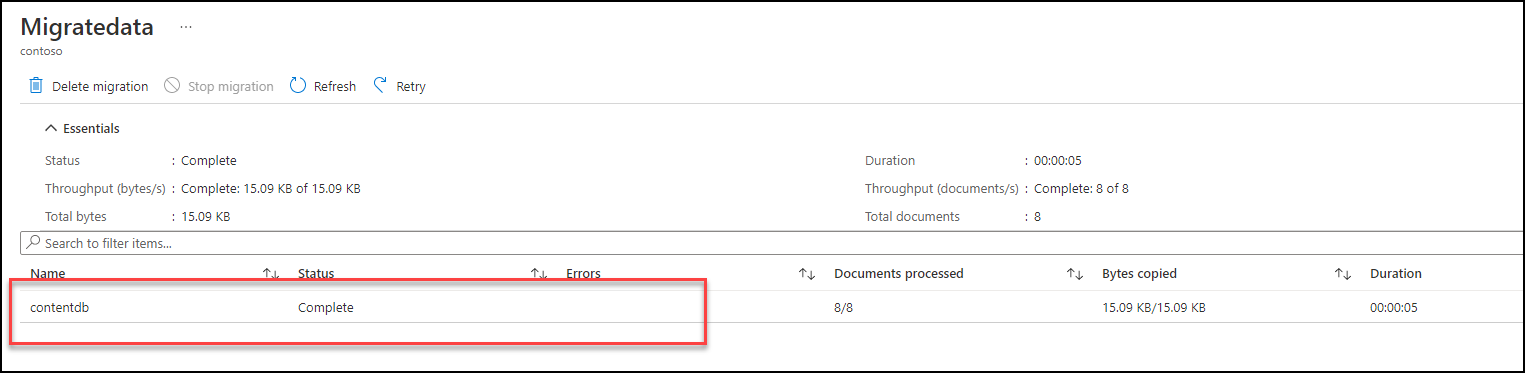 Migratedata ...
contoso
Delete migration Stop migration Refresh Retry
Essentials
Status : Complete Duration : 00:00:05
Throughput (bytes/s) : Complete: 15.09 KB of 15.09 KB Throughput (documents/s) : Complete: 8 of 8
Total bytes : 15.09 KB Total documents : 8
Search to filter items...
Name Status Errors Documents processed Bytes copied Duration
contentdb Complete 8/8 15.09 KB/15.09 KB 00:00:05